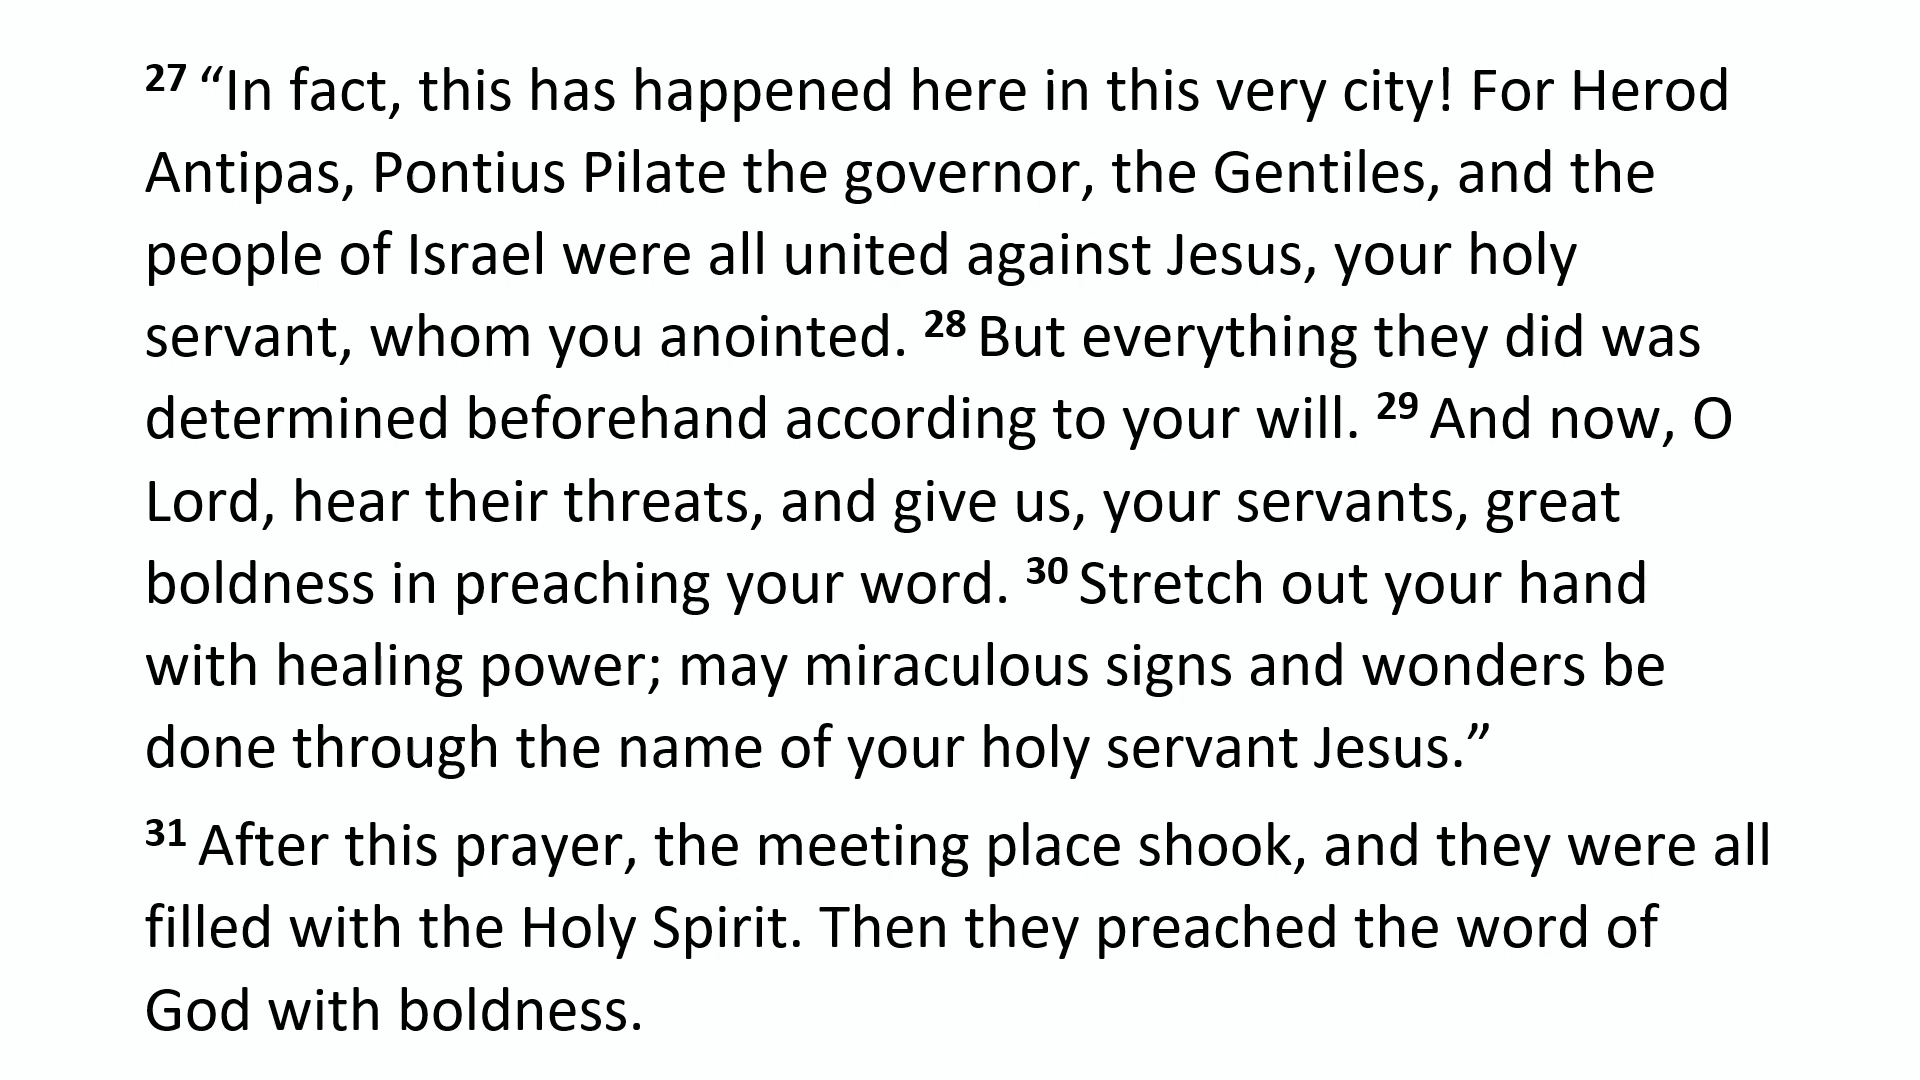 27 “In fact, this has happened here in this very city! For Herod
Antipas, Pontius Pilate the governor, the Gentiles, and the
people of Israel were all united against Jesus, your holy
servant, whom you anointed. 28 But everything they did was
determined beforehand according to your will. 29 And now, O
Lord, hear their threats, and give us, your servants, great
boldness in preaching your word. 30 Stretch out your hand
with healing power; may miraculous signs and wonders be
done through the name of your holy servant Jesus.”
31 After this prayer, the meeting place shook, and they were all
filled with the Holy Spirit. Then they preached the word of
God with boldness.